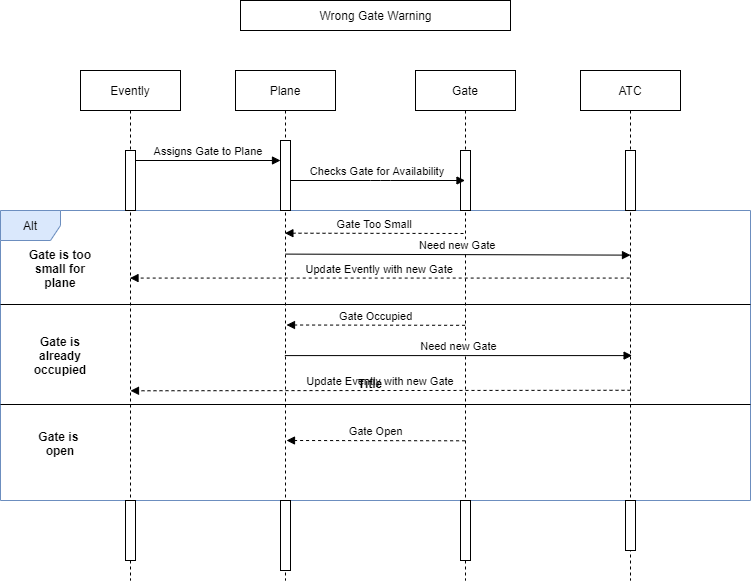 Wrong Gate Warning
Evently
Plane
Gate
ATC
Assigns Gate to Plane
Checks Gate for Availability
Alt
Gate Too Small
Need new Gate
Gate is too
small for
plane
Update Evently with new Gate
Gate Occupied
Gate is
already
occupied
Need new Gate
Update Evently with new Gate
Title
Gate is
open
Gate Open